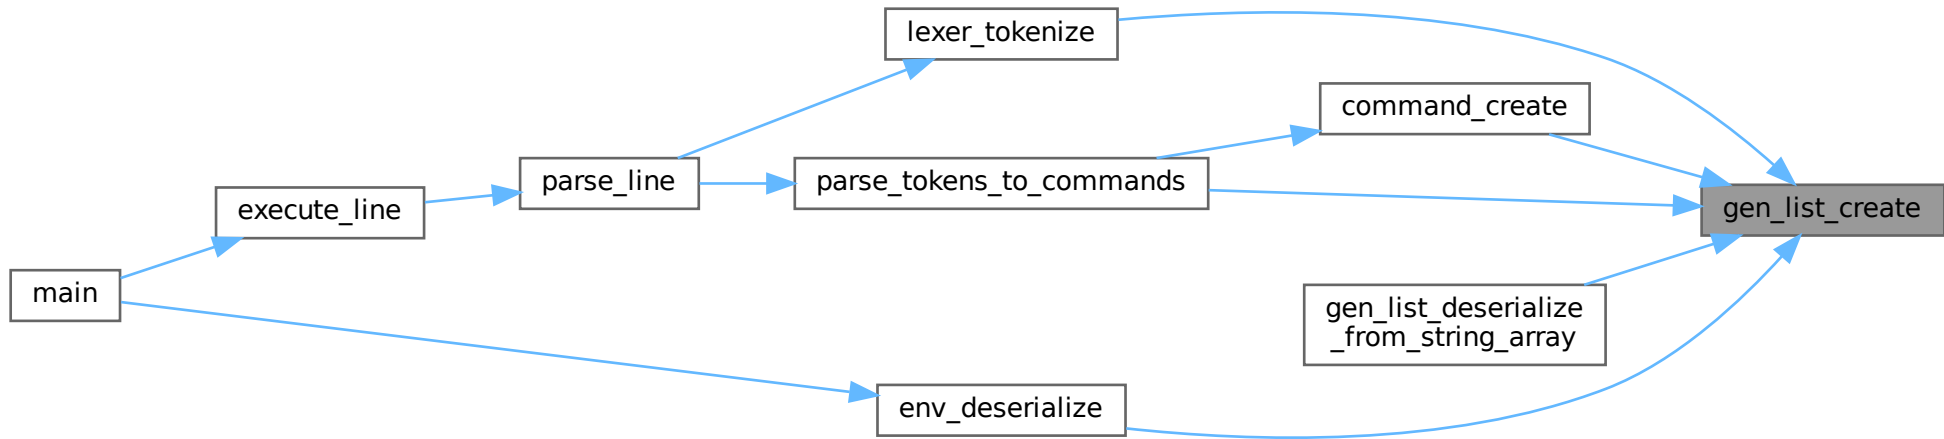 lexer_tokenize
command_create
parse_line
parse_tokens_to_commands
execute_line
gen_list_create
main
gen_list_deserialize
_from_string_array
env_deserialize